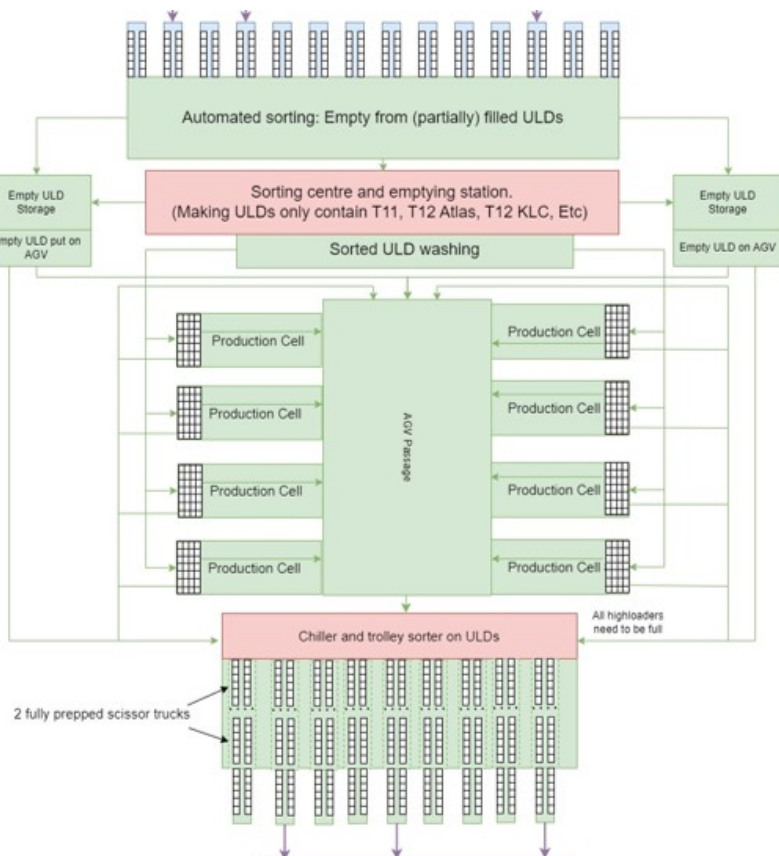 Automated sorting: Empty from (partially) filled ULDs
Empty ULD
Storage
Sorting centre and emptying station.
(Making ULDs only contain T11, T12 Atlas, T12 KLC, Etc)
Empty ULD
Storage
mpty ULD put on
AGV
Sorted ULD washing
Empty ULD on AGV
Production Cell
Production Cell
Production Cell
Production Cell
AGV Passage
Production Cell
Production Cell
Production Cell
Production Cell
Chiller and trolley sorter on ULDs
All highloaders
need to be full
2 fully prepped scissor trucks